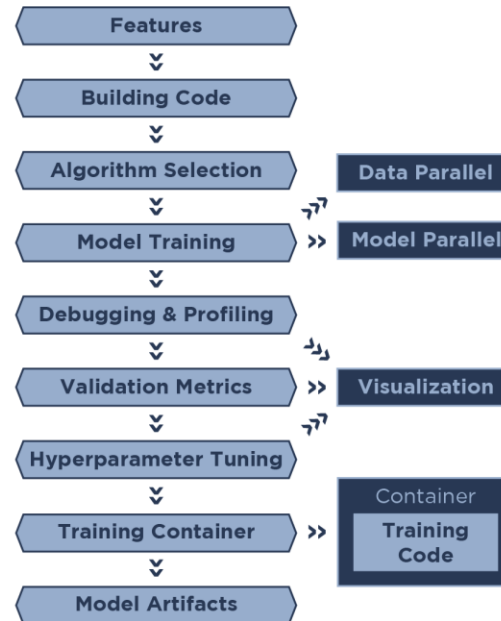 Features
Building Code
Algorithm Selection
Data Parallel
Model Training
Model Parallel
Debugging & Profiling
Validation Metrics
Visualization
Hyperparameter Tuning
Container
Training Container
Training
Code
Model Artifacts